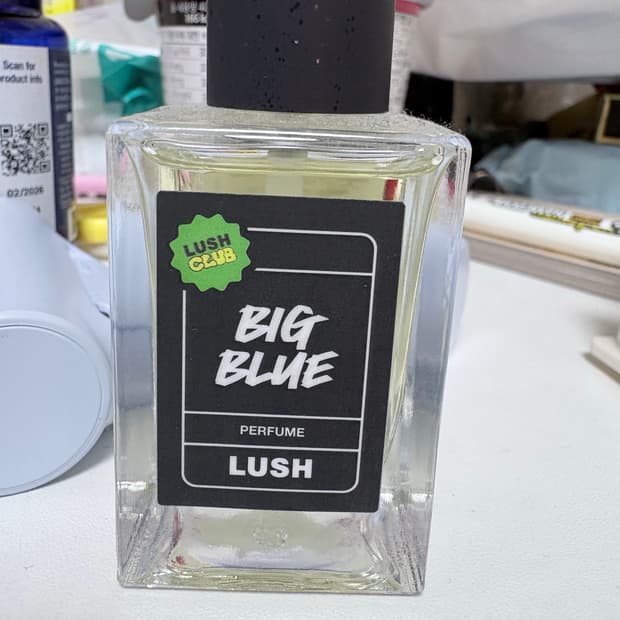 Scan for
product info
02/2026
LUSH
CLUB
BIG
BLUE
PERFUME
LUSH